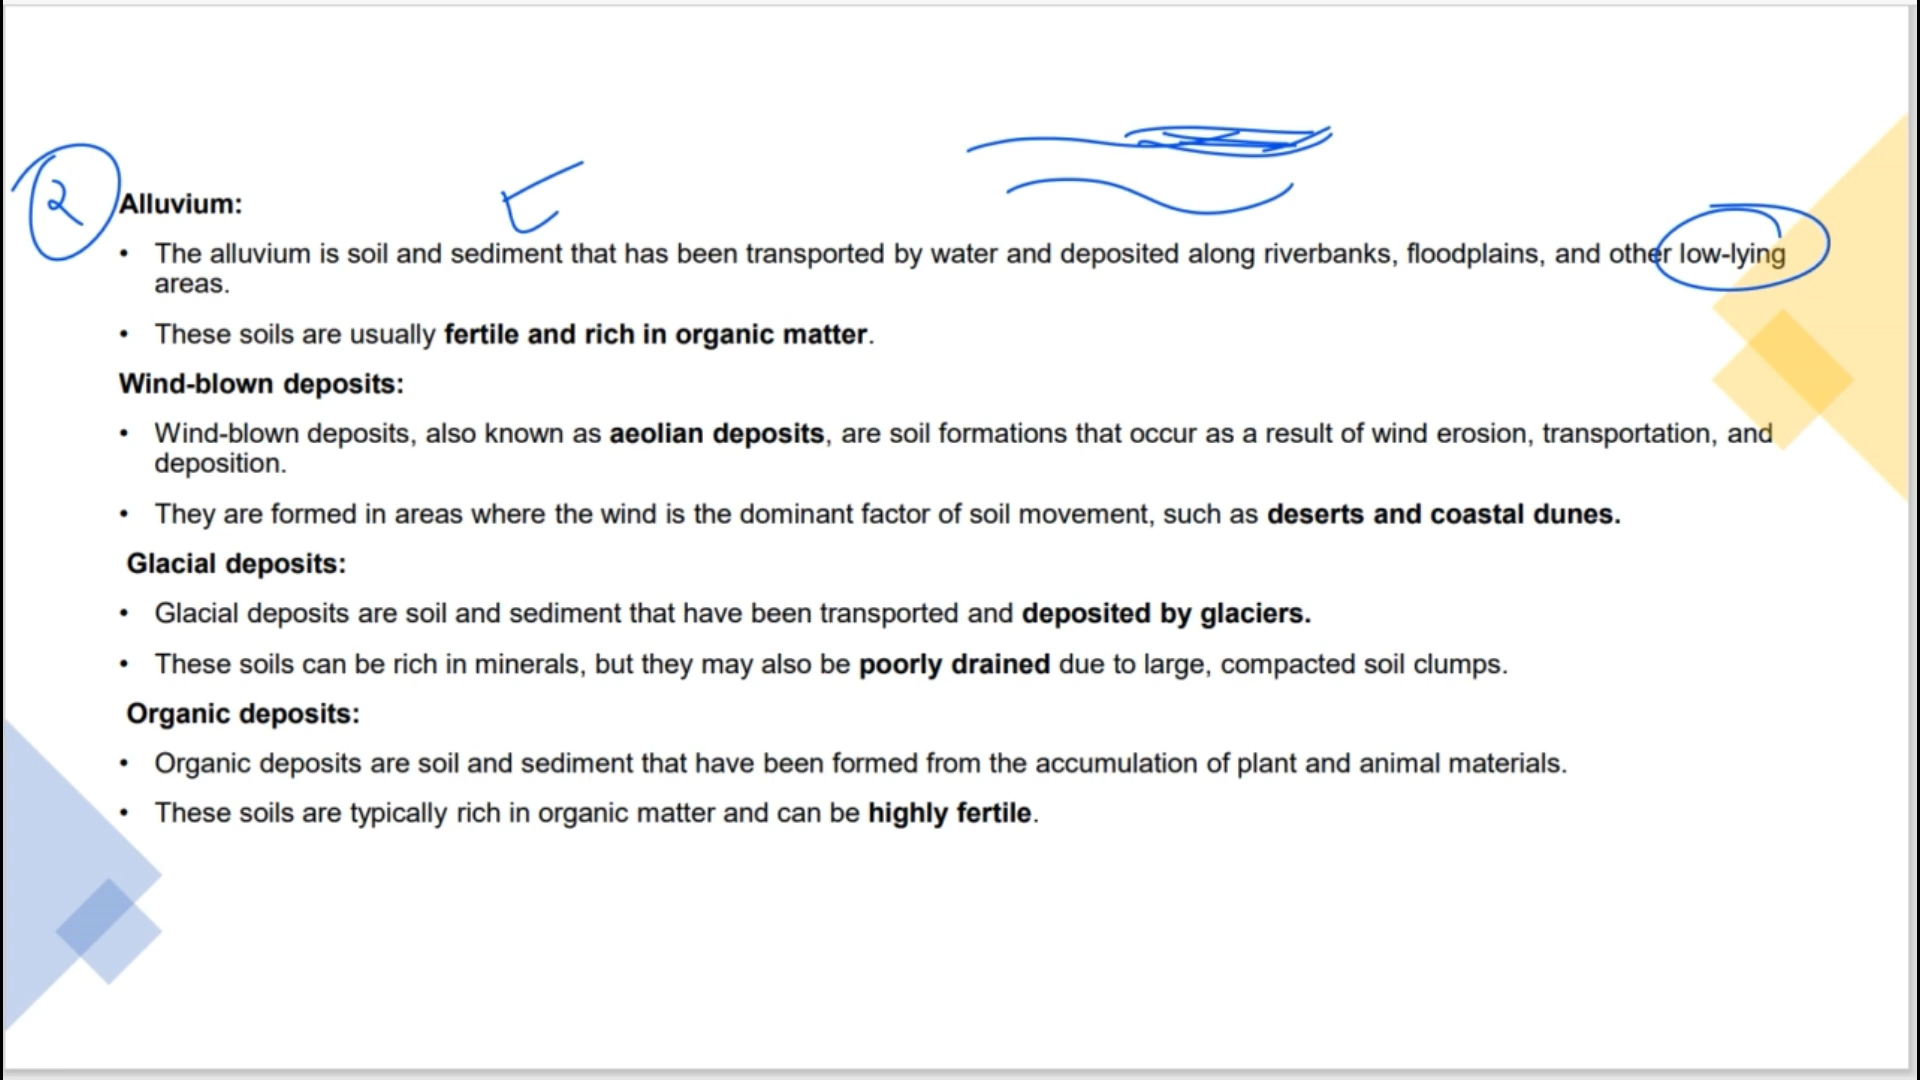 2
Alluvium:
• The alluvium is soil and sediment that has been transported by water and deposited along riverbanks, floodplains, and other low-lying
areas.
• These soils are usually fertile and rich in organic matter.
Wind-blown deposits:
• Wind-blown deposits, also known as aeolian deposits, are soil formations that occur as a result of wind erosion, transportation, and
deposition.
• They are formed in areas where the wind is the dominant factor of soil movement, such as deserts and coastal dunes.
Glacial deposits:
• Glacial deposits are soil and sediment that have been transported and deposited by glaciers.
• These soils can be rich in minerals, but they may also be poorly drained due to large, compacted soil clumps.
Organic deposits:
• Organic deposits are soil and sediment that have been formed from the accumulation of plant and animal materials.
• These soils are typically rich in organic matter and can be highly fertile.